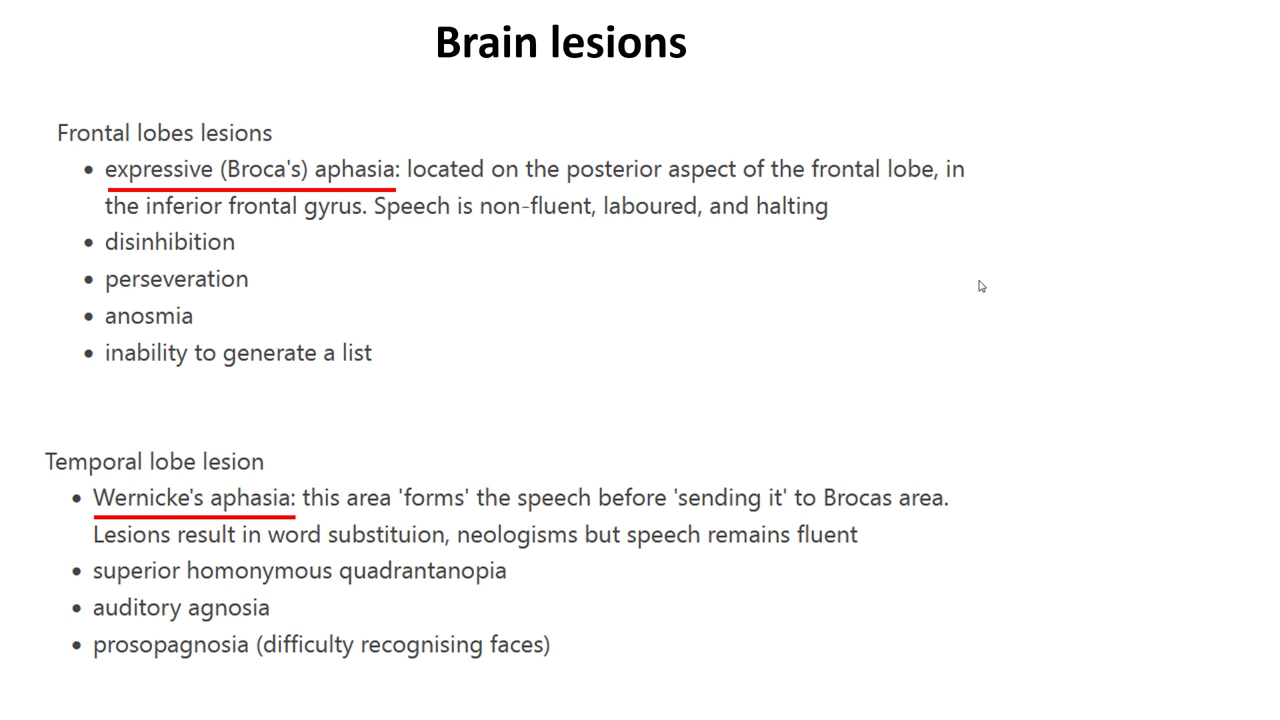 Brain lesions
Frontal lobes lesions
• expressive (Broca's) aphasia: located on the posterior aspect of the frontal lobe, in
the inferior frontal gyrus. Speech is non-fluent, laboured, and halting
• disinhibition
• perseveration
• anosmia
• inability to generate a list
Temporal lobe lesion
• Wernicke's aphasia: this area 'forms' the speech before 'sending it' to Brocas area.
Lesions result in word substituion, neologisms but speech remains fluent
• superior homonymous quadrantanopia
• auditory agnosia
• prosopagnosia (difficulty recognising faces)